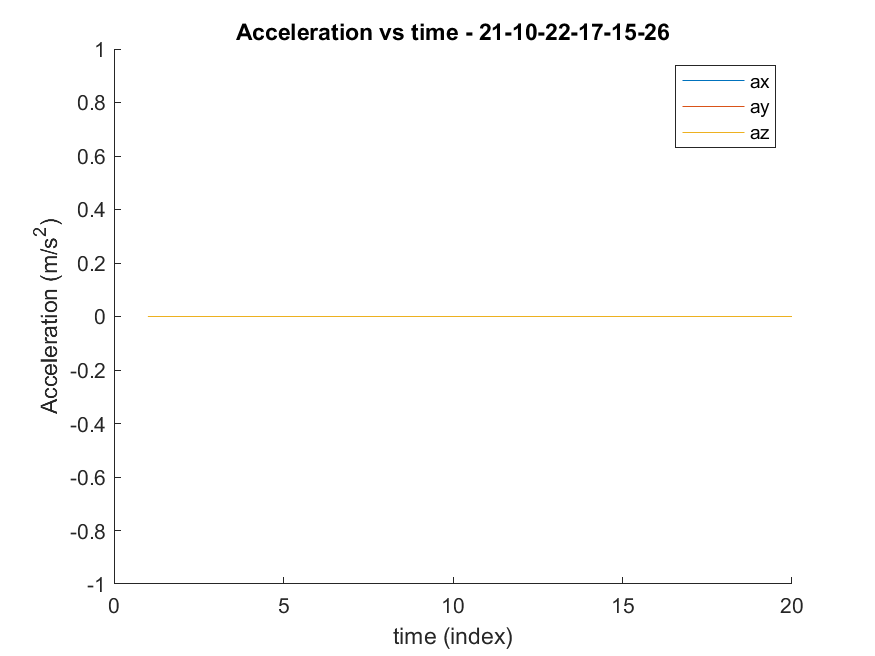 Acceleration vs time - 21-10-22-17-15-26
1
0.8
0.6
0.4
0.2
0
-0.2
-0.4
-0.6
-0.8
-1
Acceleration (m/s²)
ax
ay
az
0 5 10 15 20
time (index)